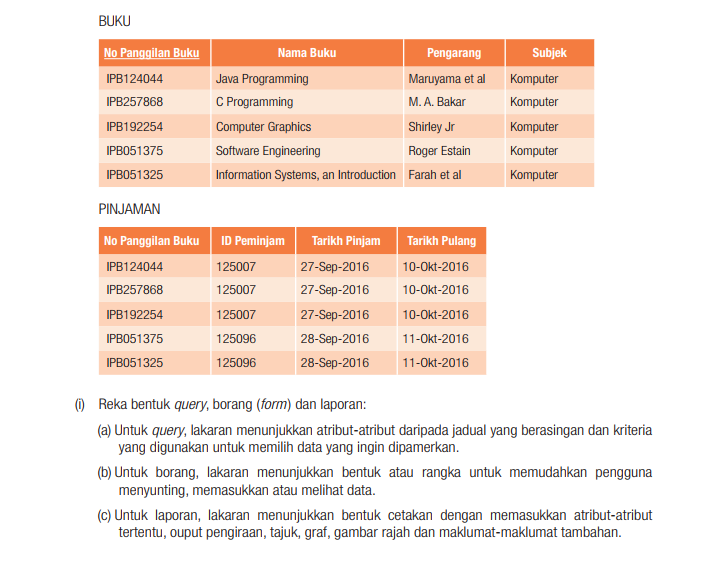 BUKU
No Panggilan Buku Nama Buku Pengarang Subjek
IPB124044 Java Programming Maruyama et al Komputer
IPB257868 C Programming M. A. Bakar Komputer
IPB192254 Computer Graphics Shirley Jr Komputer
IPB051375 Software Engineering Roger Estain Komputer
IPB051325 Information Systems, an Introduction Farah et al Komputer
PINJAMAN
No Panggilan Buku ID Peminjam Tarikh Pinjam Tarikh Pulang
IPB124044 125007 27-Sep-2016 10-Okt-2016
IPB257868 125007 27-Sep-2016 10-Okt-2016
IPB192254 125007 27-Sep-2016 10-Okt-2016
IPB051375 125096 28-Sep-2016 11-Okt-2016
IPB051325 125096 28-Sep-2016 11-Okt-2016
(i) Reka bentuk query, borang (form) dan laporan:
(a) Untuk query, lakaran menunjukkan atribut-atribut daripada jadual yang berasingan dan kriteria
yang digunakan untuk memilih data yang ingin dipamerkan.
(b) Untuk borang, lakaran menunjukkan bentuk atau rangka untuk memudahkan pengguna
menyunting, memasukkan atau melihat data.
(c) Untuk laporan, lakaran menunjukkan bentuk cetakan dengan memasukkan atribut-atribut
tertentu, ouput pengiraan, tajuk, graf, gambar rajah dan maklumat-maklumat tambahan.